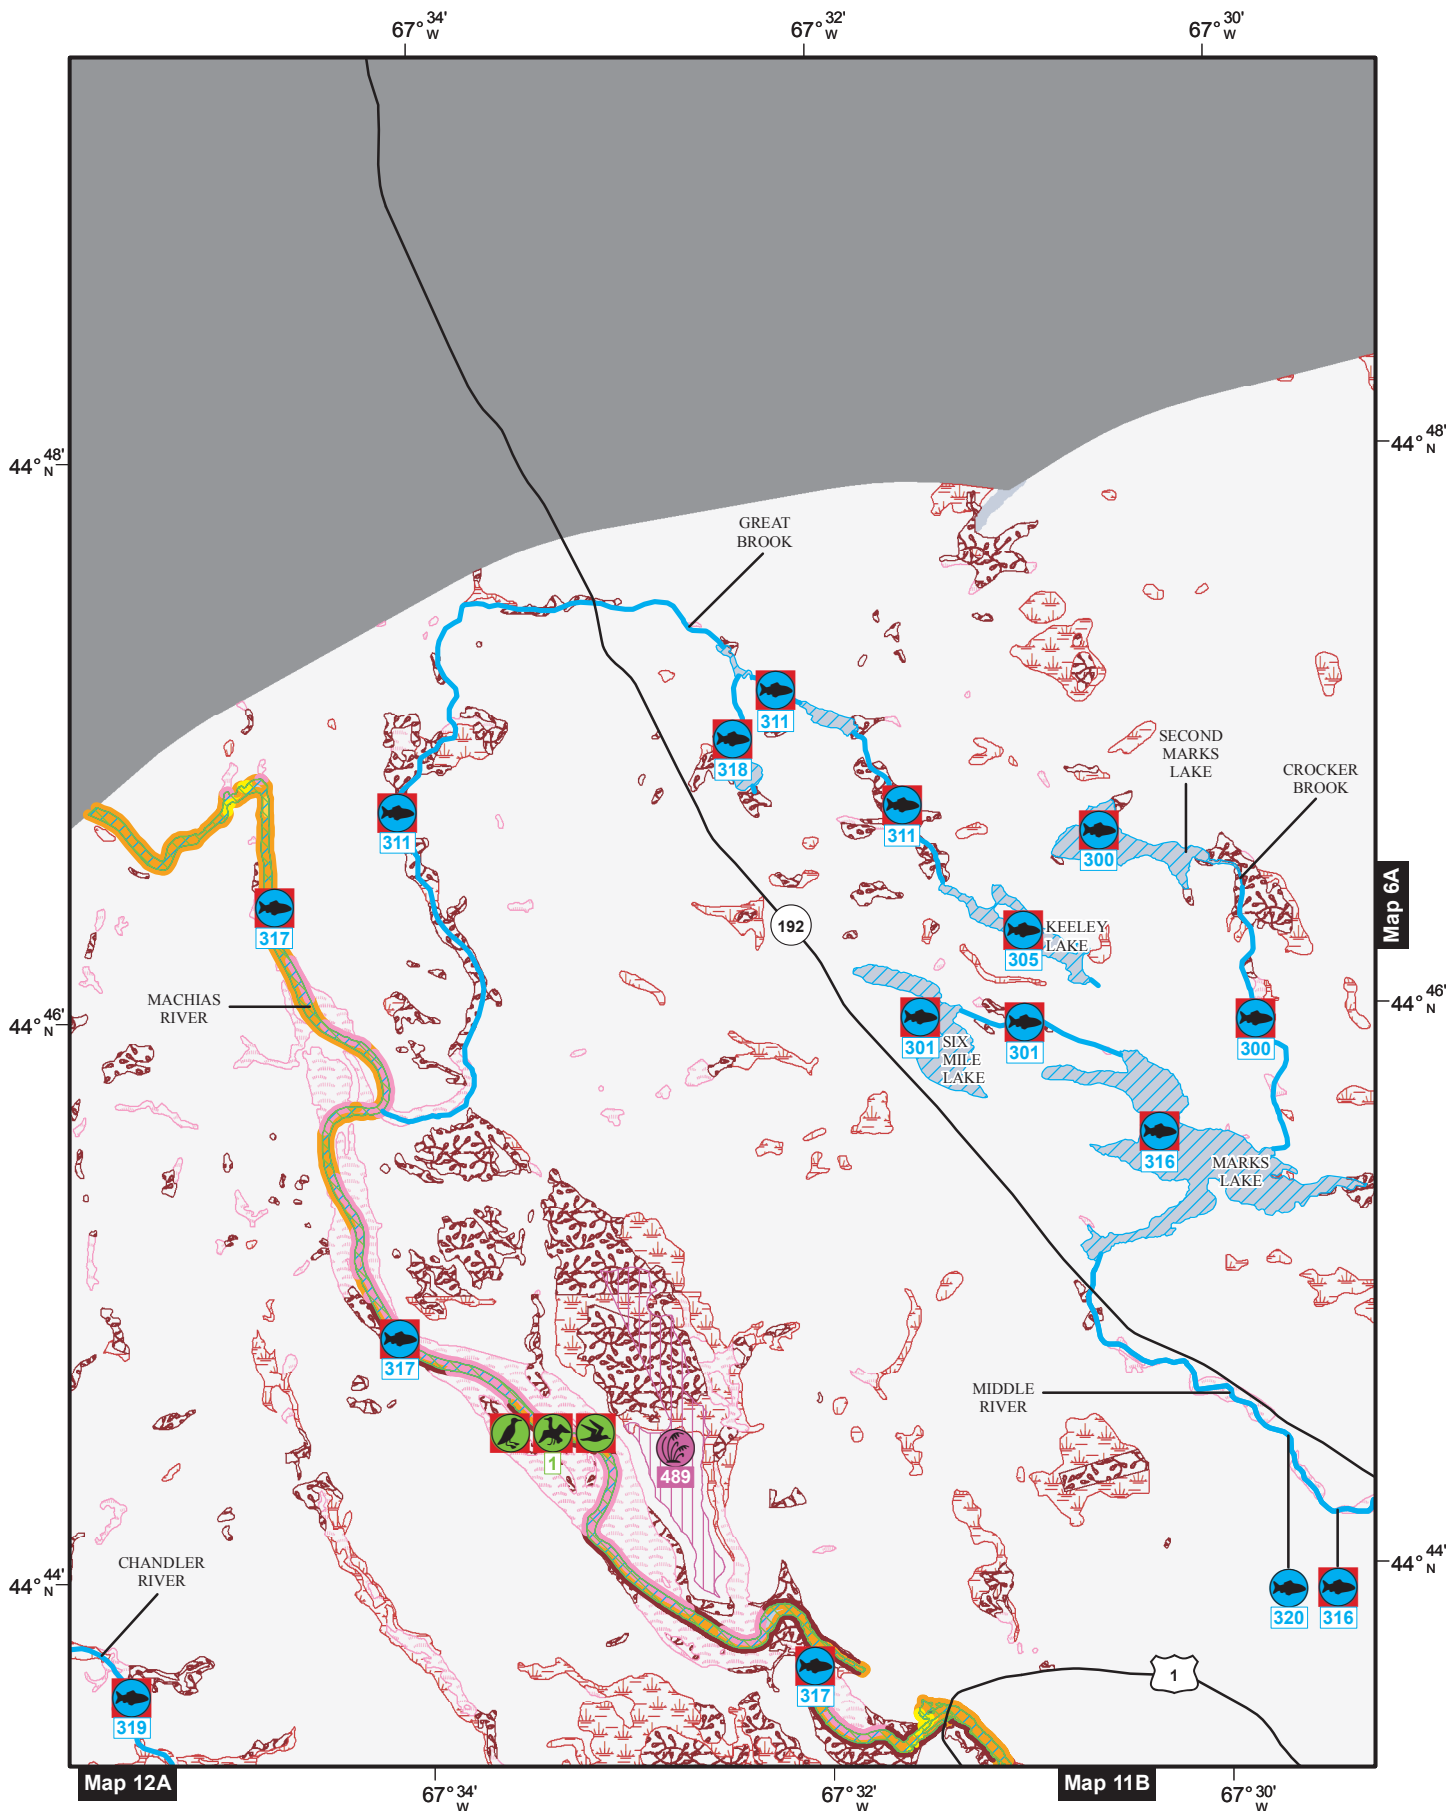 67° 34' W
67° 32' W
67° 30' W
44° 48' N
44° 48' N
GREAT
BROOK
311
318
SECOND
MARKS
LAKE
CROCKER
BROOK
311
311
300
Map 6A
192
317
KEELEY
LAKE
305
MACHIAS
RIVER
44° 46' N
44° 46' N
301
SIX
MILE
LAKE
301
300
316
MARKS
LAKE
317
MIDDLE
RIVER
1
489
CHANDLER
RIVER
44° 44' N
44° 44' N
320
316
319
317
1
Map 12A
Map 11B
67° 34' W
67° 32' W
67° 30' W